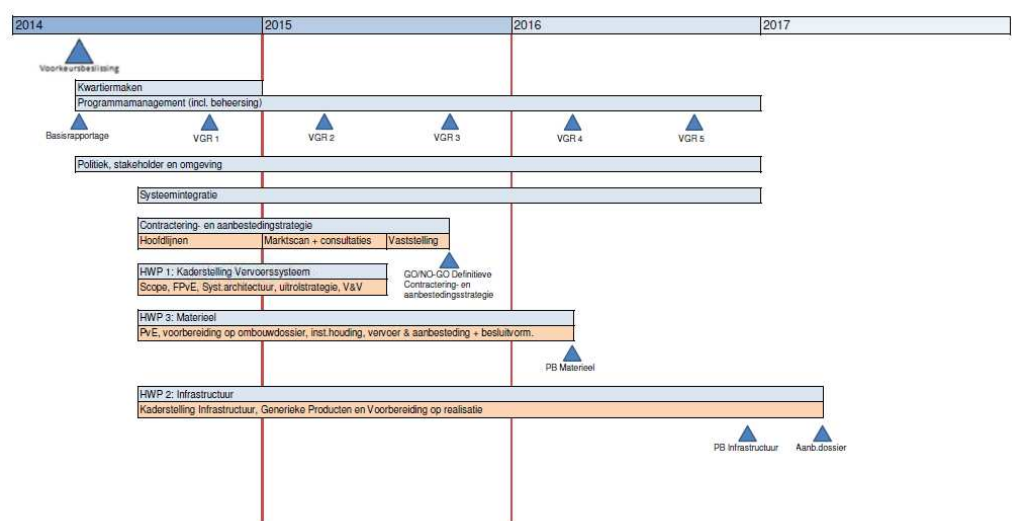 2014 2015 2016 2017
Voorkeursbeslissing
Kwartiermaken
Programmamanagement (incl. beheersing)
Basisrapportage VGR 1 VGR 2 VGR 3 VGR 4 VGR 5
Politiek, stakeholder en omgeving
Systeemintegratie
Contractering- en aanbestedingstrategie
Hoofdlijnen Marktscan + consultaties Vaststelling
GO/NO-GO Definitieve
Contractering- en
aanbestedingsstrategie
HWP 1: Kaderstelling Vervoerssysteem
Scope, FPvE, Syst.architectuur, uitrolstrategie, V&V
HWP 3: Materieel
PvE, voorbereiding op ombouwdossier, inst.houding, vervoer & aanbesteding + besluitvorm.
PB Materieel
HWP 2: Infrastructuur
Kaderstelling Infrastructuur, Generieke Producten en Voorbereiding op realisatie
PB Infrastructuur Aanb.dossier